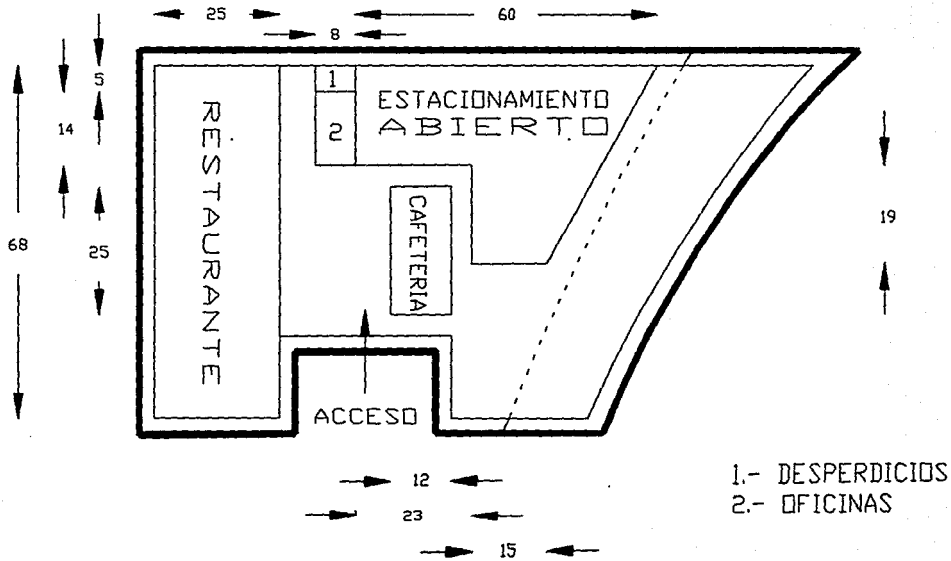 25
60
8
5
14
68
25
19
1
2
ESTACIONAMIENTO
ABIERTO
RESTAURANTE
CAFETERIA
ACCESO
12
23
15
1.- DESPERDICIOS
2.- OFICINAS